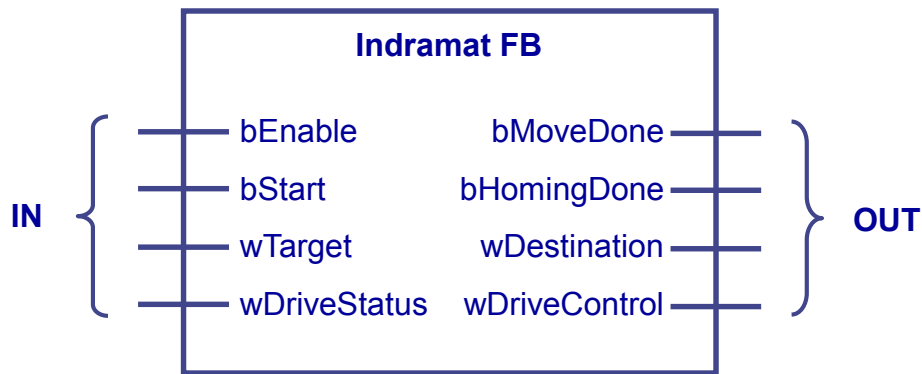 Indramat FB
bEnable bMoveDone
bStart bHomingDone
IN OUT
wTarget wDestination
wDriveStatus wDriveControl